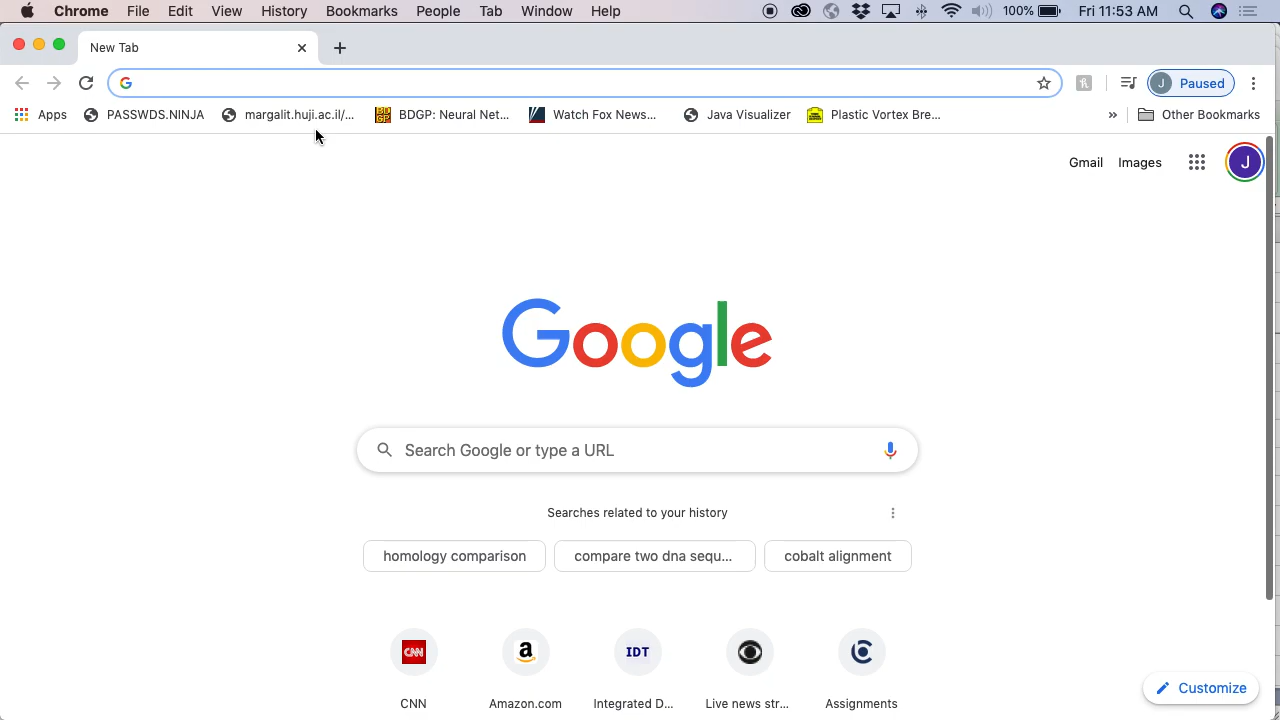 Chrome File Edit View History Bookmarks People Tab Window Help 100% Fri 11:53 AM
New Tab
J Paused
Apps PASSWDS.NINJA margalit.huji.ac.il/... BDGP: Neural Net... Watch Fox News... Java Visualizer Plastic Vortex Bre... » Other Bookmarks
Gmail Images J
Google
Search Google or type a URL
Searches related to your history
homology comparison compare two dna sequ... cobalt alignment
CNN a IDT
CNN Amazon.com Integrated D... Live news str... Assignments
Customize